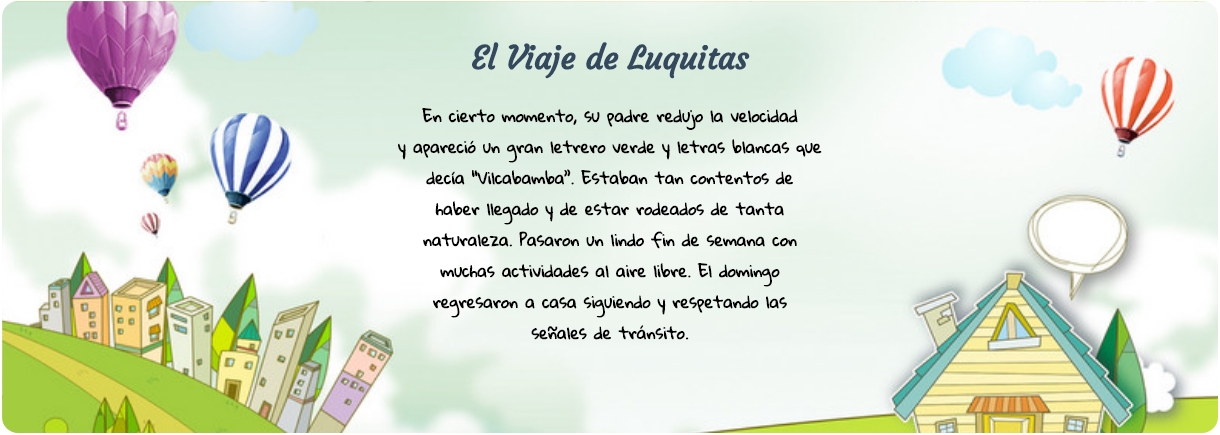 El Viaje de Luquitas
En cierto momento, su padre redujo la velocidad
y apareció un gran letrero verde y letras blancas que
decía "Vilcabamba". Estaban tan contentos de
haber llegado y de estar rodeados de tanta
naturaleza. Pasaron un lindo fin de semana con
muchas actividades al aire libre. El domingo
regresaron a casa siguiendo y respetando las
señales de tránsito.